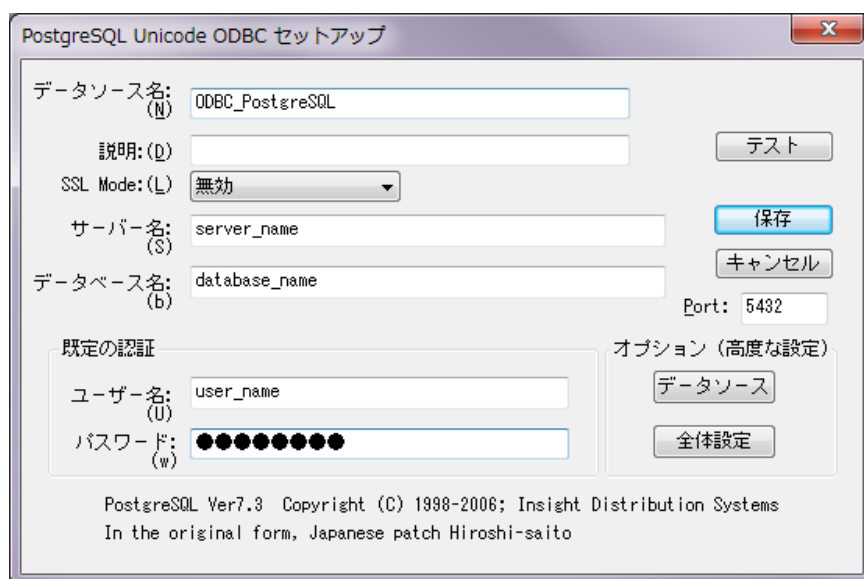 PostgreSQL Unicode ODBC セットアップ
データソース名:
(N)
ODBC_PostgreSQL
説明:(D)
テスト
SSL Mode:(L)
無効
サーバー名:
(S)
server_name
保存
キャンセル
データベース名:
(b)
database_name
Port: 5432
既定の認証
オプション (高度な設定)
ユーザー名:
(U)
user_name
データソース
パスワード:
(w)
●●●●●●●●
全体設定
PostgreSQL Ver7.3 Copyright (C) 1998-2006; Insight Distribution Systems
In the original form, Japanese patch Hiroshi-saito